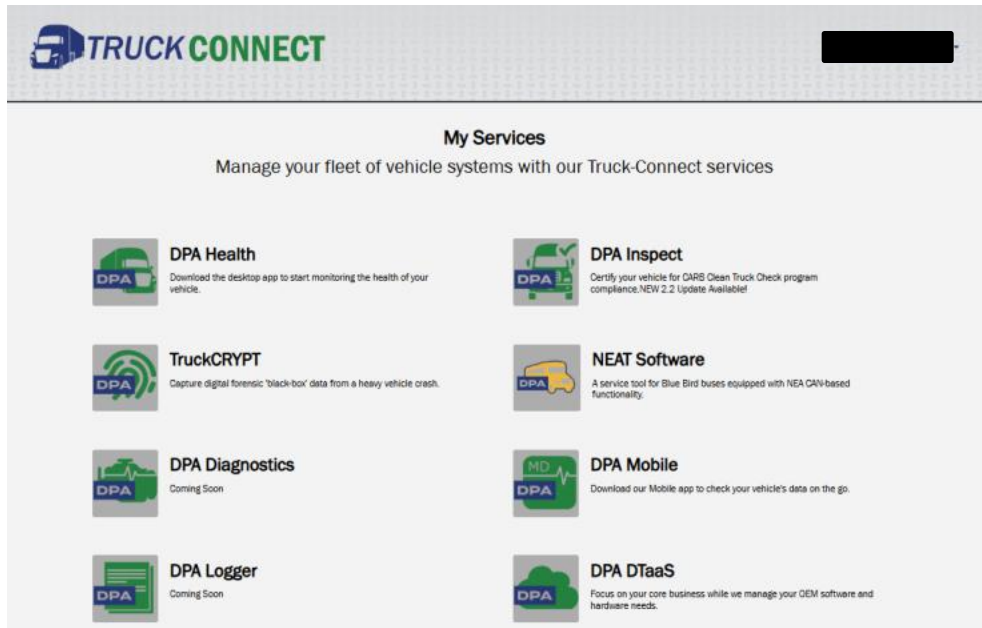 TRUCK CONNECT
My Services
Manage your fleet of vehicle systems with our Truck-Connect services
DPA
DPA Health
Download the desktop app to start monitoring the health of your
vehicle.
DPA
DPA Inspect
Certify your vehicle for CARB Clean Truck Check program
compliance.NEW 2.2 Update Available!
DPA
TruckCRYPT
Capture digital forensic 'black-box' data from a heavy vehicle crash.
DPA
NEAT Software
A service tool for Blue Bird buses equipped with NEA CAN-based
functionality.
DPA
DPA Diagnostics
Coming Soon
MD
DPA
DPA Mobile
Download our Mobile app to check your vehicle's data on the go.
DPA
DPA Logger
Coming Soon
DPA
DPA DTaaS
Focus on your core business while we manage your OEM software and
hardware needs.